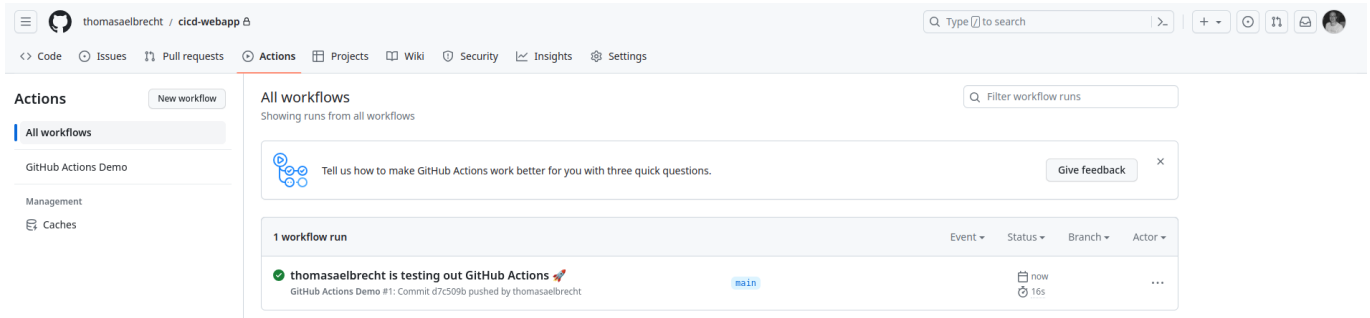 thomasaelbrecht / cicd-webapp
Type / to search
Code Issues Pull requests Actions Projects Wiki Security Insights Settings
Actions
New workflow
All workflows
GitHub Actions Demo
Management
Caches
All workflows
Showing runs from all workflows
Filter workflow runs
Tell us how to make GitHub Actions work better for you with three quick questions.
Give feedback
1 workflow run
Event Status Branch Actor
thomasaelbrecht is testing out GitHub Actions 🚀
GitHub Actions Demo #1: Commit d7c509b pushed by thomasaelbrecht
main
now
16s